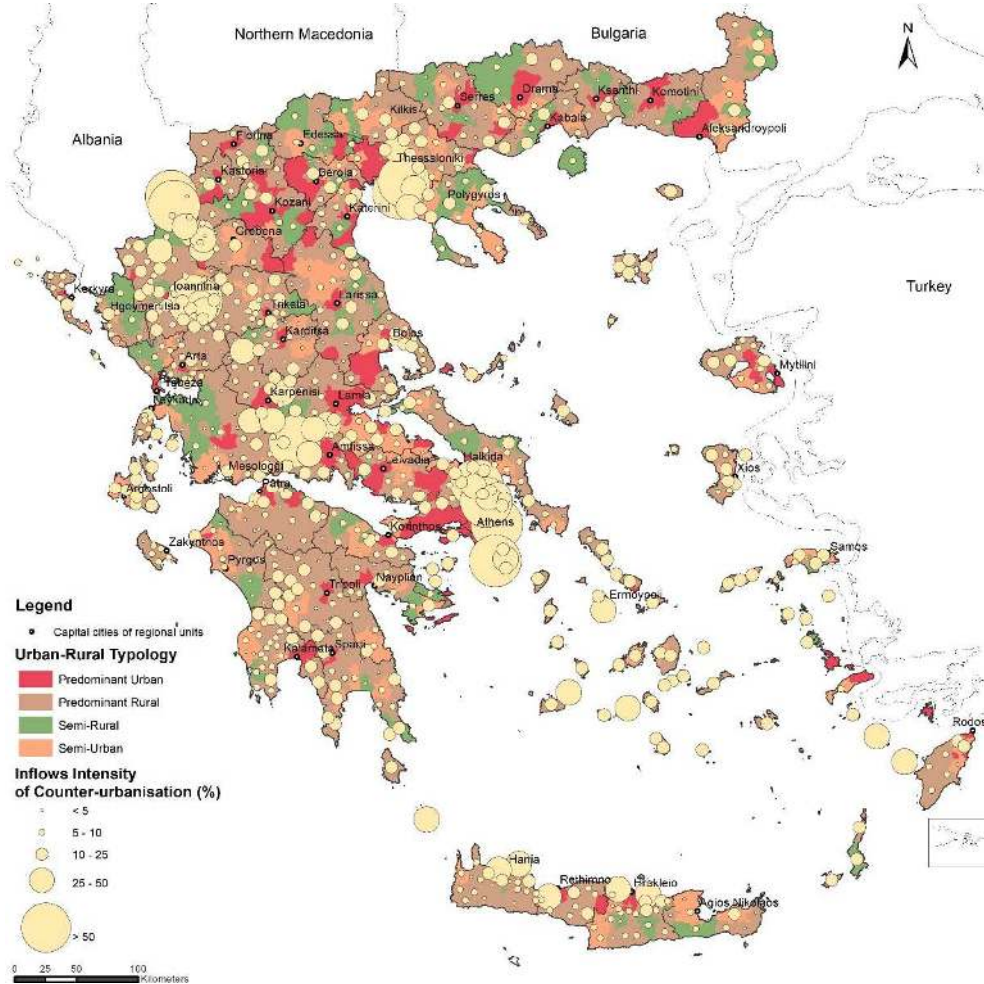 Northern Macedonia
Bulgaria
N
Albania
Turkey
Kilkis
Serres
Drama
Ksanthi
Komotini
Kabala
Aleksandroypoli
Florina
Edessa
Thessaloniki
Kastoria
Beroia
Polygyros
Kozani
Katerini
Grebena
Kerkyra
Ioannina
Trikala
Larissa
Karditsa
Bolos
Arta
Mytilini
Karpenisi
Lamia
Amfissa
Leivadia
Halkida
Mesologgi
Argostoli
Patra
Xios
Athens
Korinthos
Zakynthos
Pyrgos
Samos
Tripoli
Nayplion
Ermoypoli
Legend
Capital cities of regional units
Kalamata
Sparti
Urban-Rural Typology
Predominant Urban
Predominant Rural
Semi-Rural
Semi-Urban
Rodos
Inflows Intensity
of Counter-urbanisation (%)
< 5
5 - 10
10 - 25
25 - 50
> 50
Hania
Rethimno
Hrakleio
Agios Nikolaos
0 25 50 100
Kilometers